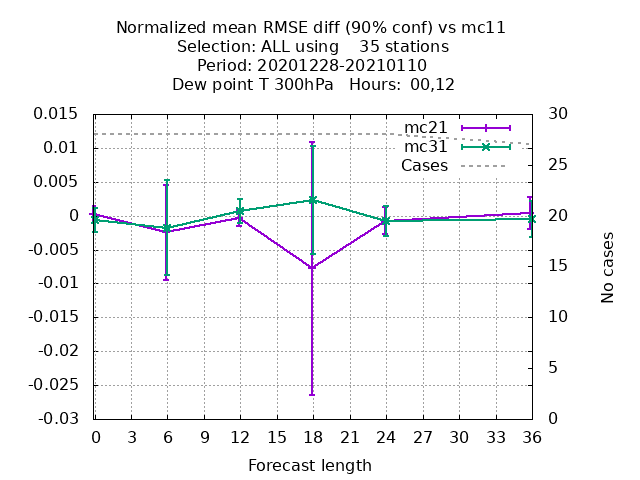 Normalized mean RMSE diff (90% conf) vs mc11
Selection: ALL using    35 stations
Period: 20201228-20210110
Dew point T 300hPa   Hours:  00,12
mc21
mc31
Cases
0.015
0.01
0.005
0
-0.005
-0.01
-0.015
-0.02
-0.025
-0.03
30
25
20
15
10
5
0
No cases
0 3 6 9 12 15 18 21 24 27 30 33 36
Forecast length